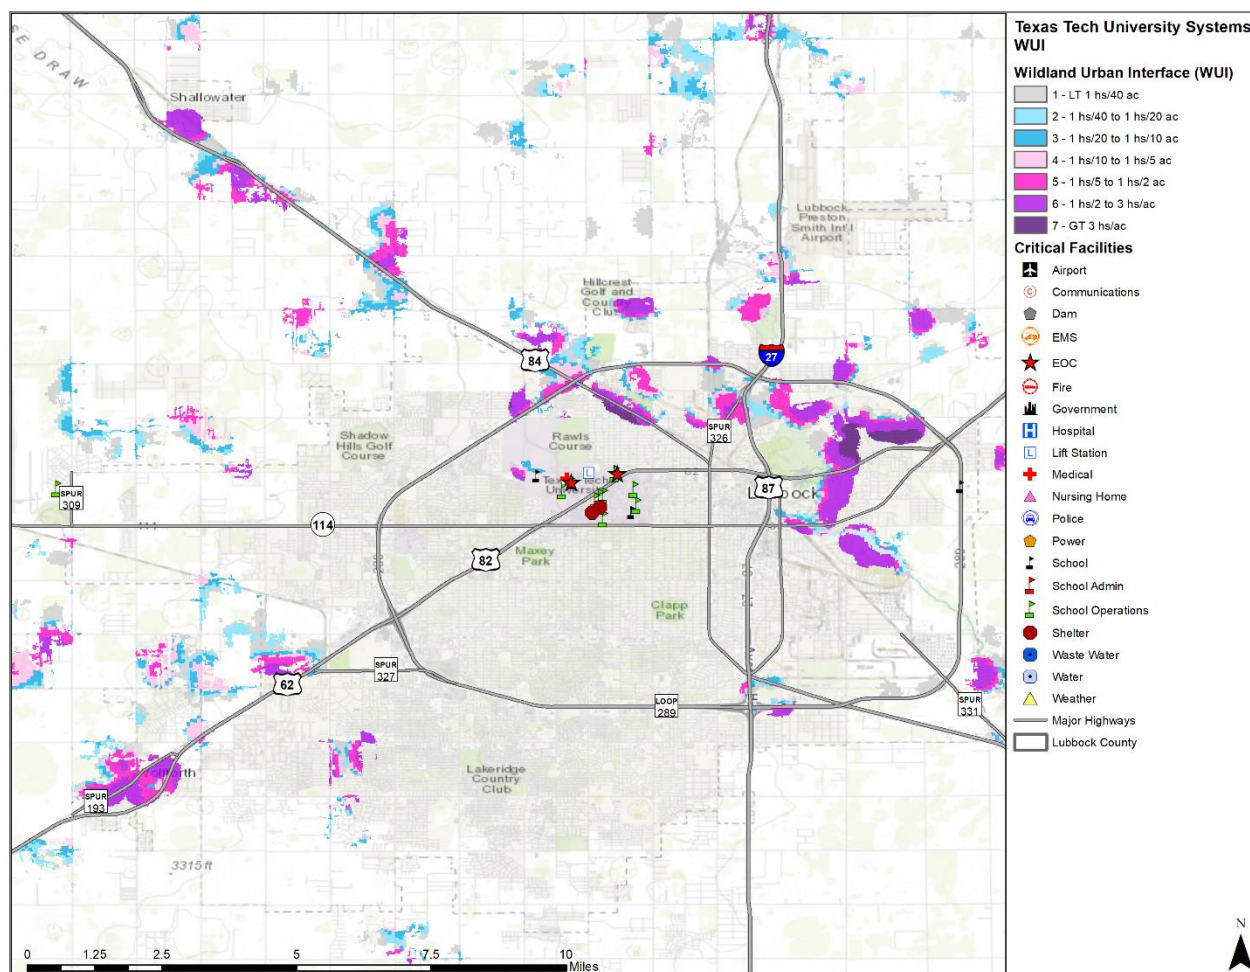 SE DRAW
Shallowater
Lubbock
Preston
Smith Int'l
Airport
Hillcrest
Golf and
Country
Club
84
27
Shadow
Hills Golf
Course
Rawls
Course
SPUR
326
SPUR
309
82
87
114
114
82
Maxey
Park
Clapp
Park
289
289
SPUR
327
62
LOOP
289
SPUR
331
SPUR
193
Lakeridge
Country
Club
3315 ft
0 1.25 2.5 5 7.5 10
Miles
Texas Tech University Systems
WUI
Wildland Urban Interface (WUI)
1 - LT 1 hs/40 ac
2 - 1 hs/40 to 1 hs/20 ac
3 - 1 hs/20 to 1 hs/10 ac
4 - 1 hs/10 to 1 hs/5 ac
5 - 1 hs/5 to 1 hs/2 ac
6 - 1 hs/2 to 3 hs/ac
7 - GT 3 hs/ac
Critical Facilities
Airport
Communications
Dam
EMS
EOC
Fire
Government
Hospital
Lift Station
Medical
Nursing Home
Police
Power
School
School Admin
School Operations
Shelter
Waste Water
Water
Weather
Major Highways
Lubbock County
N